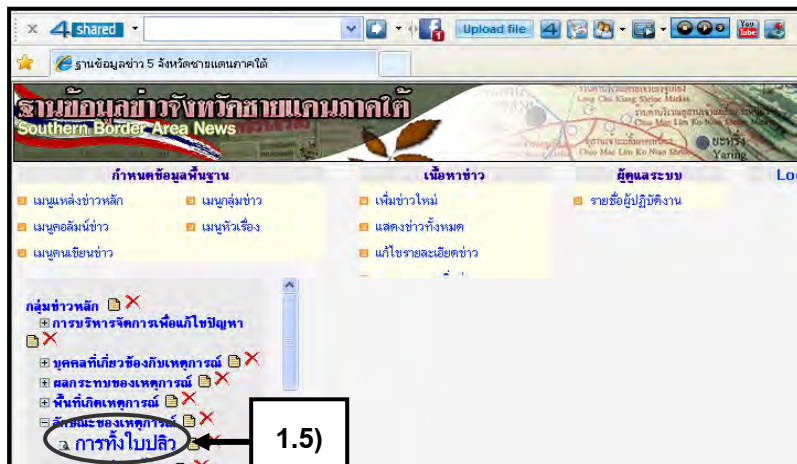 4 shared
Upload file
You Tube
ฐานข้อมูลข่าว 5 จังหวัดชายแดนภาคใต้
ฐานข้อมูลข่าวจังหวัดชายแดนภาคใต้
Southern Border Area News
Yaring
กำหนดข้อมูลพื้นฐาน เนื้อหาข่าว ผู้ดูแลระบบ Lo
เมนูแหล่งข่าวหลัก เมนูกลุ่มข่าว เพิ่มข่าวใหม่ รายชื่อผู้ปฏิบัติงาน
เมนูคอลัมน์ข่าว เมนูหัวเรื่อง แสดงข่าวทั้งหมด
เมนูคนเขียนข่าว แก้ไขรายละเอียดข่าว
กลุ่มข่าวหลัก
การบริหารจัดการเพื่อแก้ไขปัญหา
บุคคลที่เกี่ยวข้องกับเหตุการณ์
ผลกระทบของเหตุการณ์
พื้นที่เกิดเหตุการณ์
ลักษณะของเหตุการณ์
การทิ้งใบปลิว 1.5)